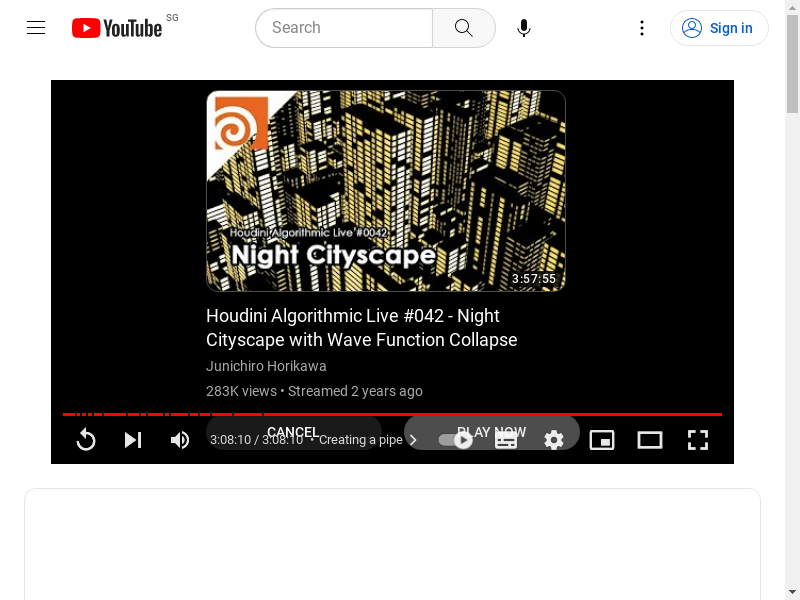 YouTube
SG
Search
Sign in
Houdini Algorithmic Live #0042
Night Cityscape
3:57:55
Houdini Algorithmic Live #042 - Night
Cityscape with Wave Function Collapse
Junichiro Horikawa
283K views • Streamed 2 years ago
CANCEL
PLAY NOW
3:08:10 / 3:08:10 • Creating a pipe